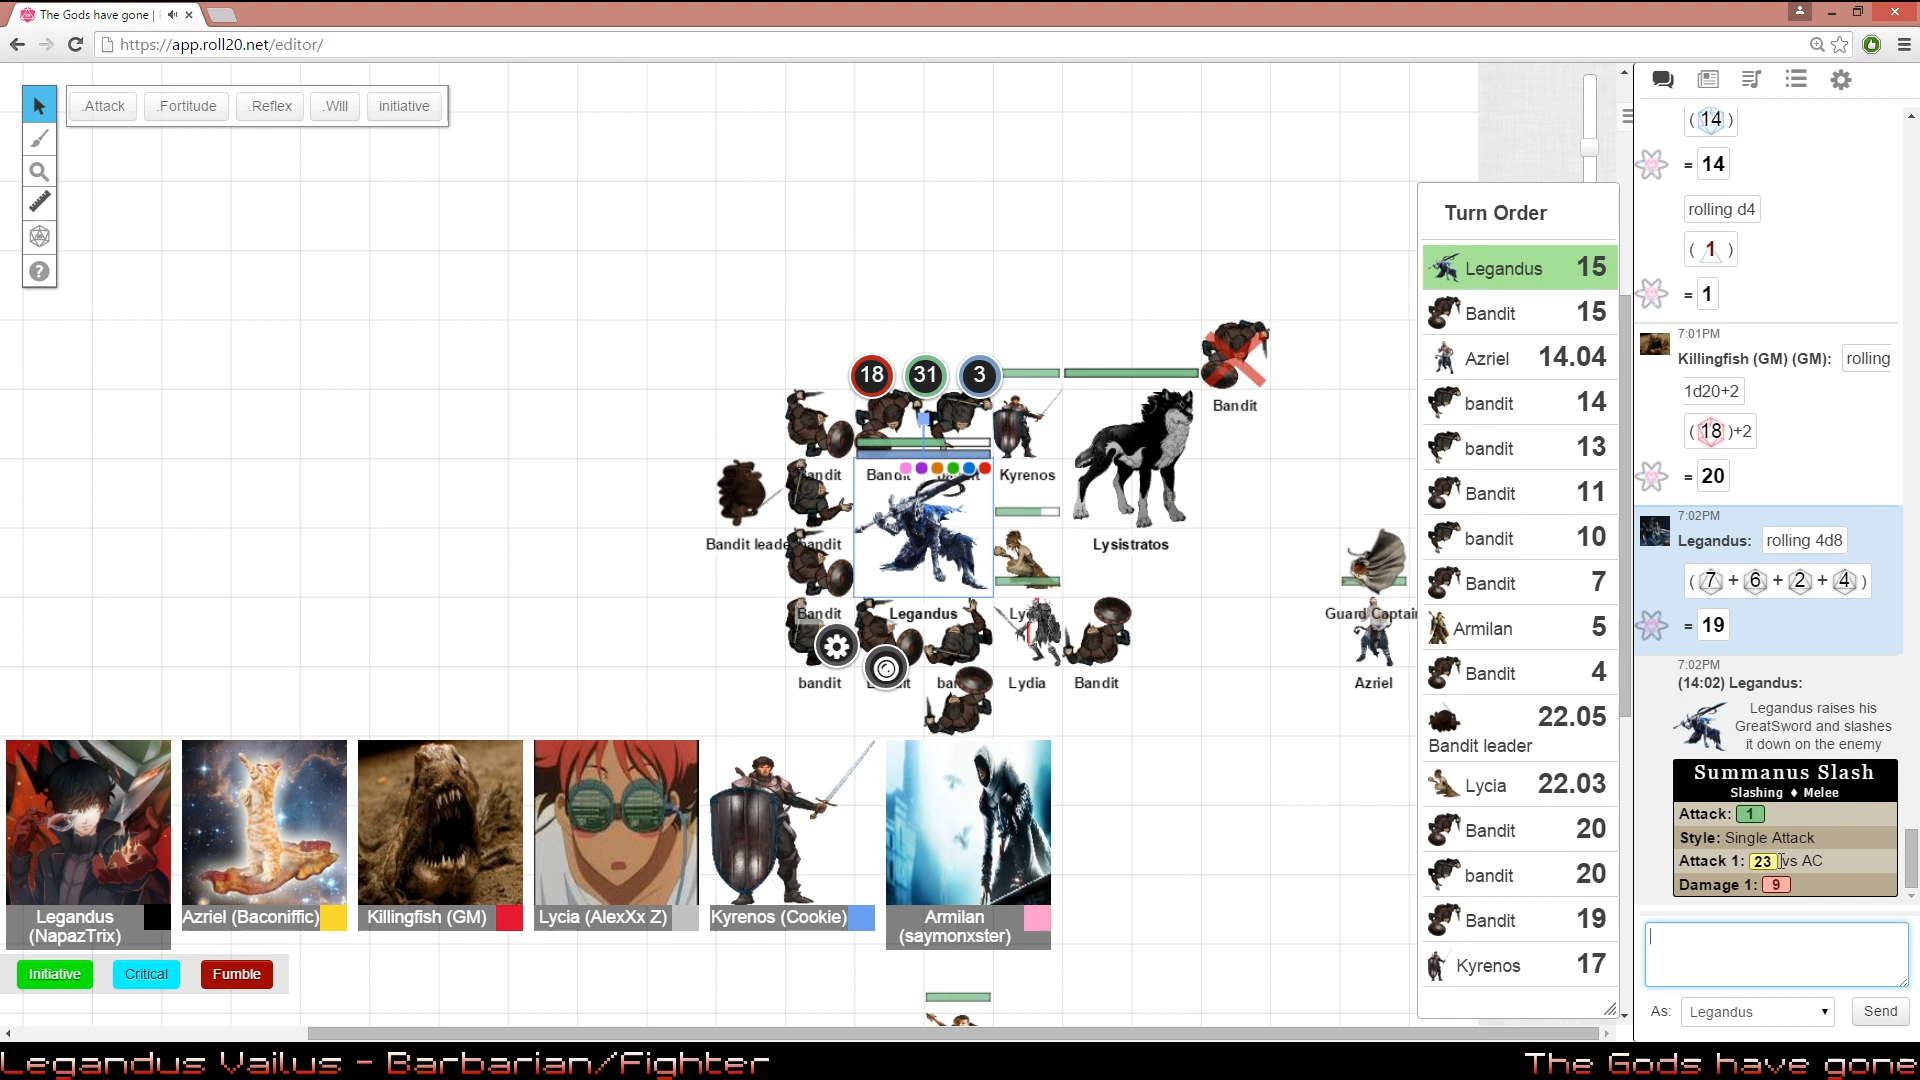 The Gods have gone |
https://app.roll20.net/editor/
.Attack
.Fortitude
.Reflex
.Will
initiative
18
31
3
Bandit
Bandit
Kyrenos
Bandit leade
bandit
Lysistratos
Bandit
Legandus
Guard Captain
bandit
Lydia
Bandit
Azriel
Turn Order
Legandus 15
Bandit 15
Azriel 14.04
bandit 14
bandit 13
Bandit 11
bandit 10
Bandit 7
Armilan 5
Bandit 4
22.05
Bandit leader
Lycia 22.03
Bandit 20
bandit 20
Bandit 19
Kyrenos 17
(14)
= 14
rolling d4
( 1 )
= 1
7:01PM
Killingfish (GM) (GM): rolling
1d20+2
(18)+2
= 20
7:02PM
Legandus: rolling 4d8
(7+6+2+4)
= 19
7:02PM
(14:02) Legandus:
Legandus raises his
GreatSword and slashes
it down on the enemy
Summanus Slash
Slashing ♦ Melee
Attack: 1
Style: Single Attack
Attack 1: 23 vs AC
Damage 1: 9
As: Legandus Send
Legandus
(NapazTrix)
Azriel (Baconiffic)
Killingfish (GM)
Lycia (AlexXx Z)
Kyrenos (Cookie)
Armilan
(saymonxster)
Initiative
Critical
Fumble
Legandus Vailus - Barbarian/Fighter
The Gods have gone